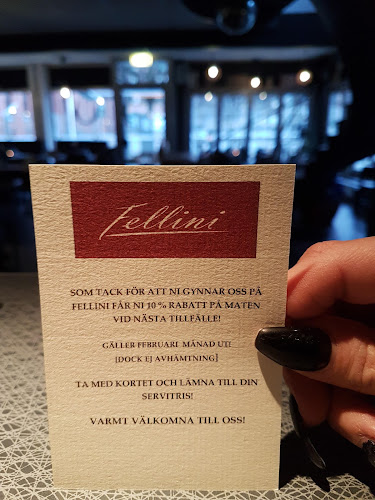 Fellini
SOM TACK FÖR ATT NI GYNNAR OSS PÅ
FELLINI FÅR NI 10 % RABATT PÅ MATEN
VID NÄSTA TILLFÄLLE!
GÄLLER FEBRUARI MÅNAD UT!
[DOCK EJ AVHÄMTNING]
TA MED KORTET OCH LÄMNA TILL DIN
SERVITRIS!
VARMT VÄLKOMNA TILL OSS!